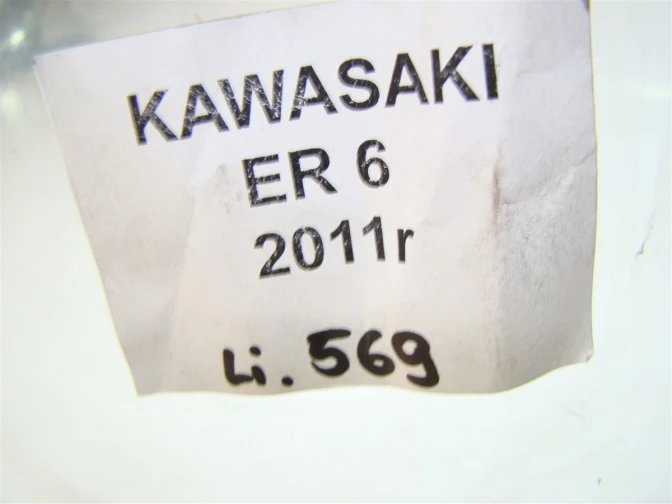 KAWASAKI
ER 6
2011r
Li. 569